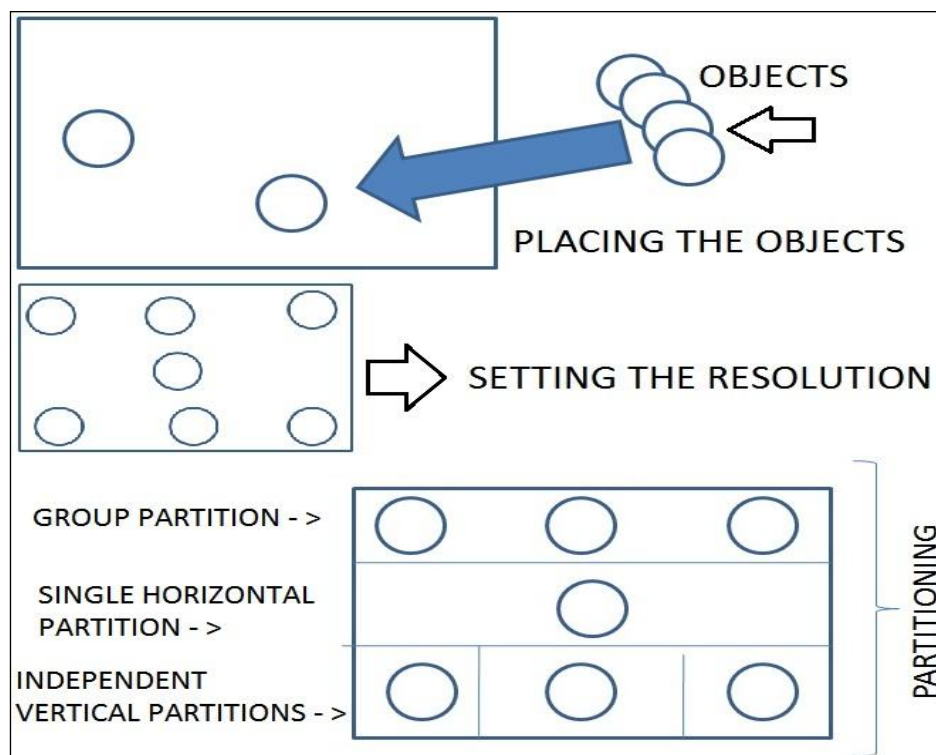 OBJECTS
PLACING THE OBJECTS
SETTING THE RESOLUTION
GROUP PARTITION - >
SINGLE HORIZONTAL
PARTITION - >
INDEPENDENT
VERTICAL PARTITIONS - >
PARTITIONING